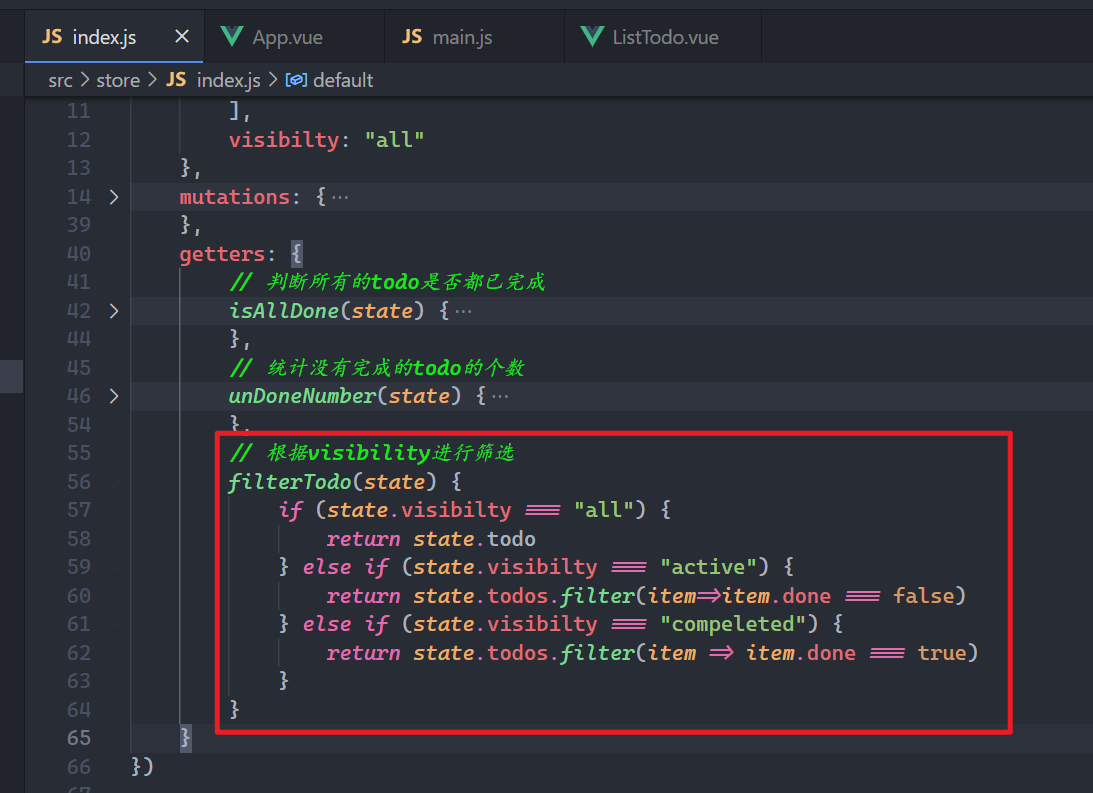 JS index.js × App.vue JS main.js ListTodo.vue
src > store > JS index.js > default
11 ],
12 visibilty: "all"
13 },
14 > mutations: {···
39 },
40 getters: {
41 // 判断所有的todo是否都已完成
42 > isAllDone(state) {···
44 },
45 // 统计没有完成的todo的个数
46 > unDoneNumber(state) {···
54 },
55 // 根据visibility进行筛选
56 filterTodo(state) {
57 if (state.visibilty === "all") {
58 return state.todo
59 } else if (state.visibilty === "active") {
60 return state.todos.filter(item=>item.done === false)
61 } else if (state.visibilty === "compeleted") {
62 return state.todos.filter(item => item.done === true)
63 }
64 }
65 }
66 })
67